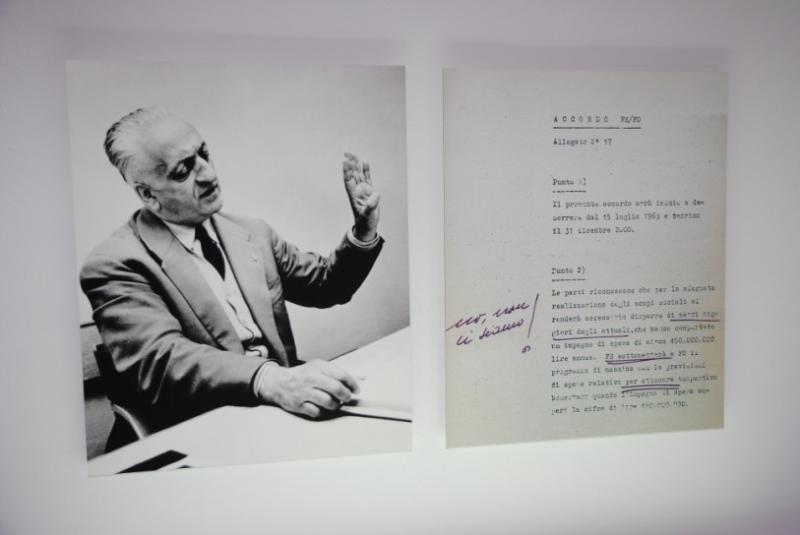 ACCORDO FE/FO
Allegato N° 17
Punto 1)
Il presente accordo avrà inizio a dec
correre dal 15 luglio 1963 e termine
il 31 dicembre 2000.
Punto 2)
Le parti riconoscono che per la adeguata
realizzazione degli scopi sociali si
renderà necessario disporre di mezzi mag
giori degli attuali, che hanno comportato
un impegno di spesa di circa 450.000.000
lire annue. FE sottometterà a FO il
programma di massima con le previsioni
di spesa relative per ottenere
quando l'impegno di spesa su-
peri la cifra di lire 450.000.000.
no, non
ci siamo!